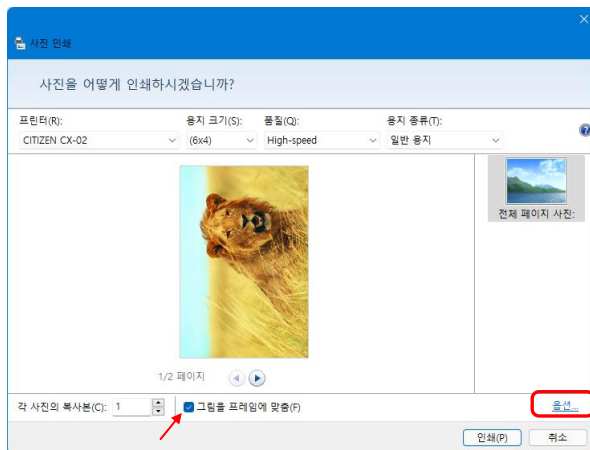 사진 인쇄
사진을 어떻게 인쇄하시겠습니까?
프린터(R): 용지 크기(S): 품질(Q): 용지 종류(T):
CITIZEN CX-02 (6x4) High-speed 일반 용지
전체 페이지 사진:
1/2 페이지
각 사진의 복사본(C): 1 그림을 프레임에 맞춤(F) 옵션...
인쇄(P) 취소